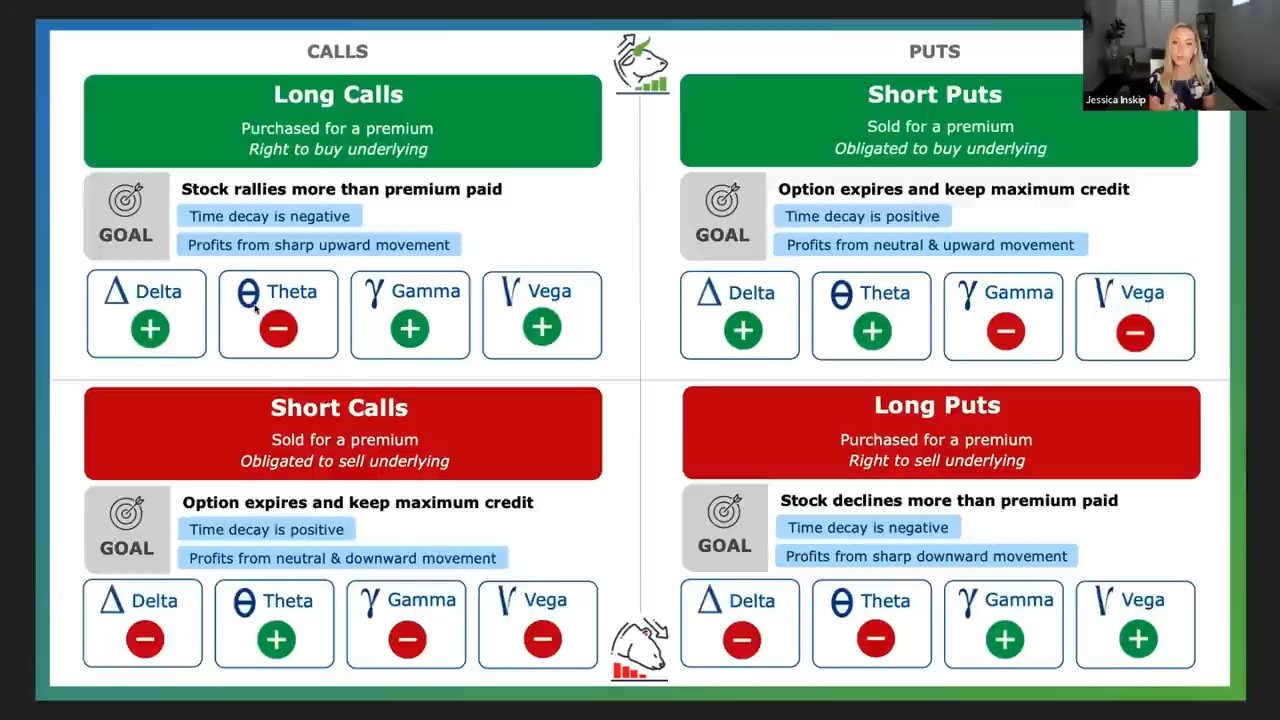 CALLS
PUTS
Jessica Inskip
Long Calls
Purchased for a premium
Right to buy underlying
GOAL
Stock rallies more than premium paid
Time decay is negative
Profits from sharp upward movement
Δ Delta
θ Theta
γ Gamma
ν Vega
Short Puts
Sold for a premium
Obligated to buy underlying
GOAL
Option expires and keep maximum credit
Time decay is positive
Profits from neutral & upward movement
Δ Delta
θ Theta
γ Gamma
ν Vega
Short Calls
Sold for a premium
Obligated to sell underlying
GOAL
Option expires and keep maximum credit
Time decay is positive
Profits from neutral & downward movement
Δ Delta
θ Theta
γ Gamma
ν Vega
Long Puts
Purchased for a premium
Right to sell underlying
GOAL
Stock declines more than premium paid
Time decay is negative
Profits from sharp downward movement
Δ Delta
θ Theta
γ Gamma
ν Vega